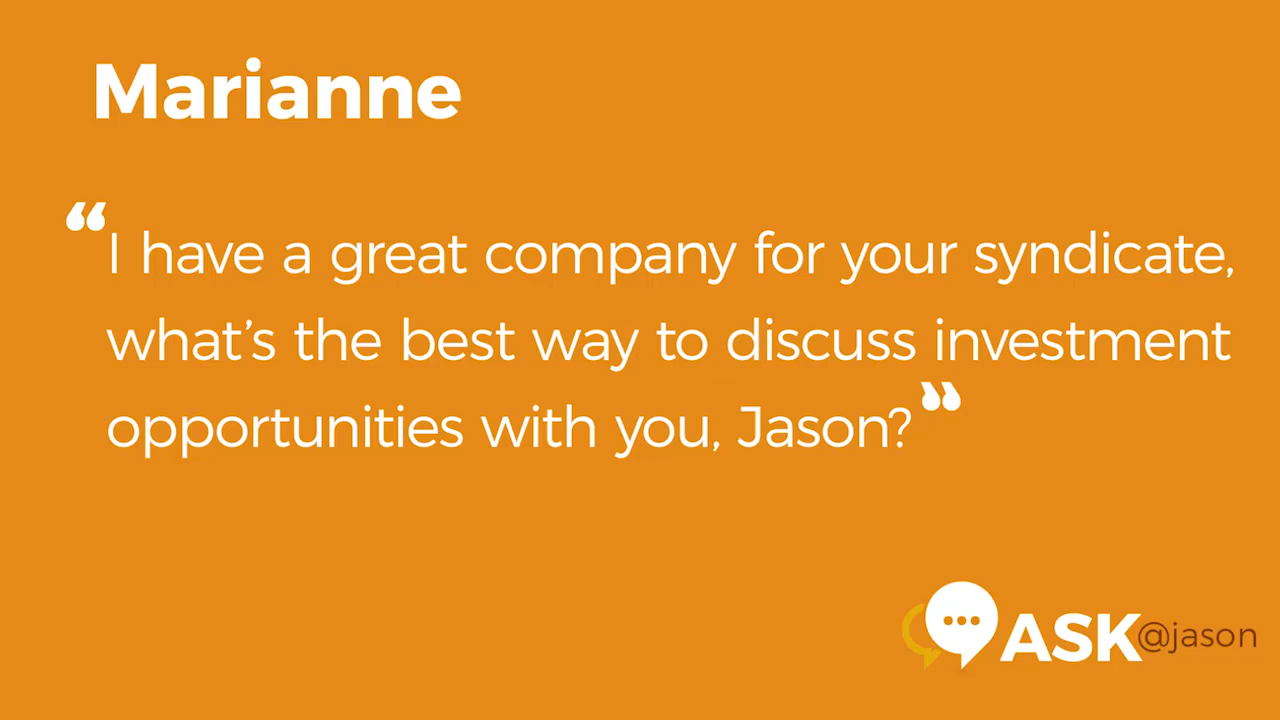 Marianne
“I have a great company for your syndicate,
what’s the best way to discuss investment
opportunities with you, Jason?”
ASK@jason